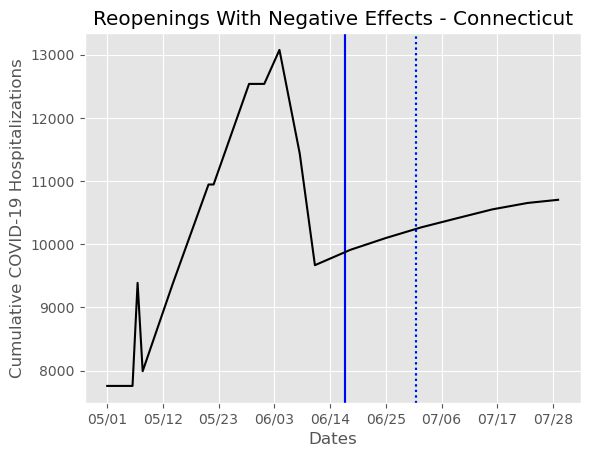 Reopenings With Negative Effects - Connecticut
Cumulative COVID-19 Hospitalizations
13000
12000
11000
10000
9000
8000
05/01 05/12 05/23 06/03 06/14 06/25 07/06 07/17 07/28
Dates